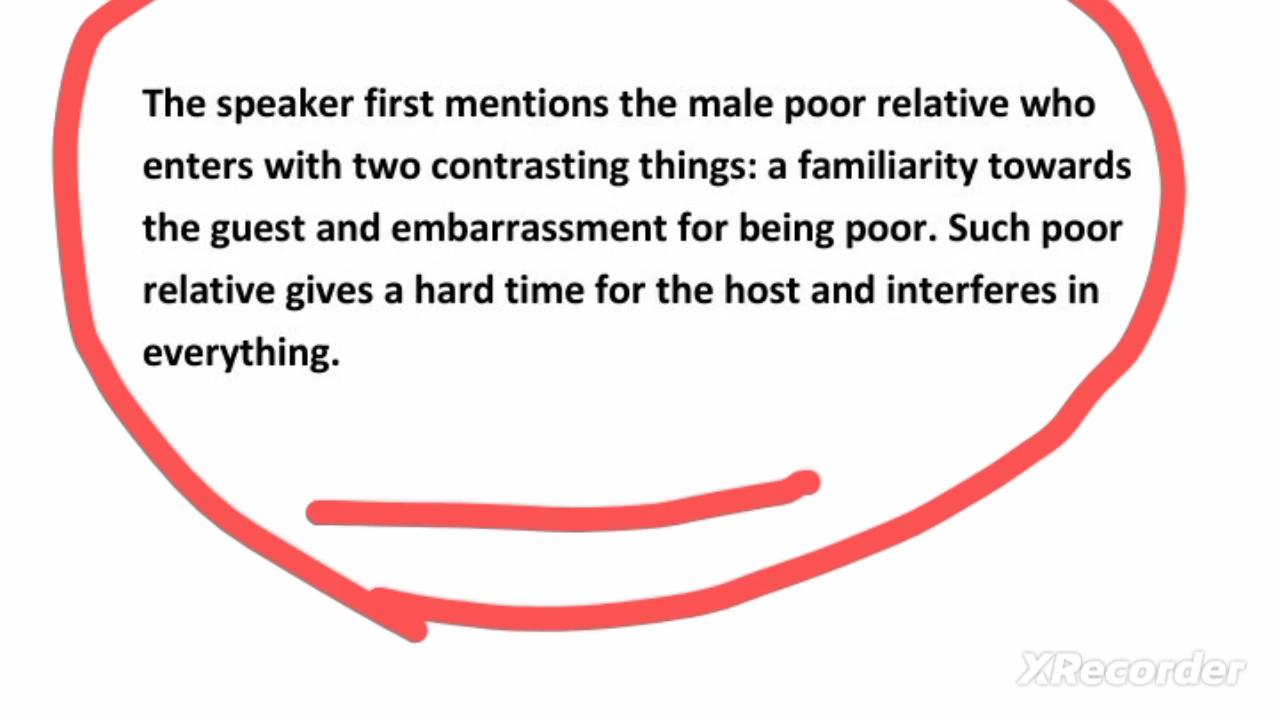 The speaker first mentions the male poor relative who
enters with two contrasting things: a familiarity towards
the guest and embarrassment for being poor. Such poor
relative gives a hard time for the host and interferes in
everything.
XRecorder